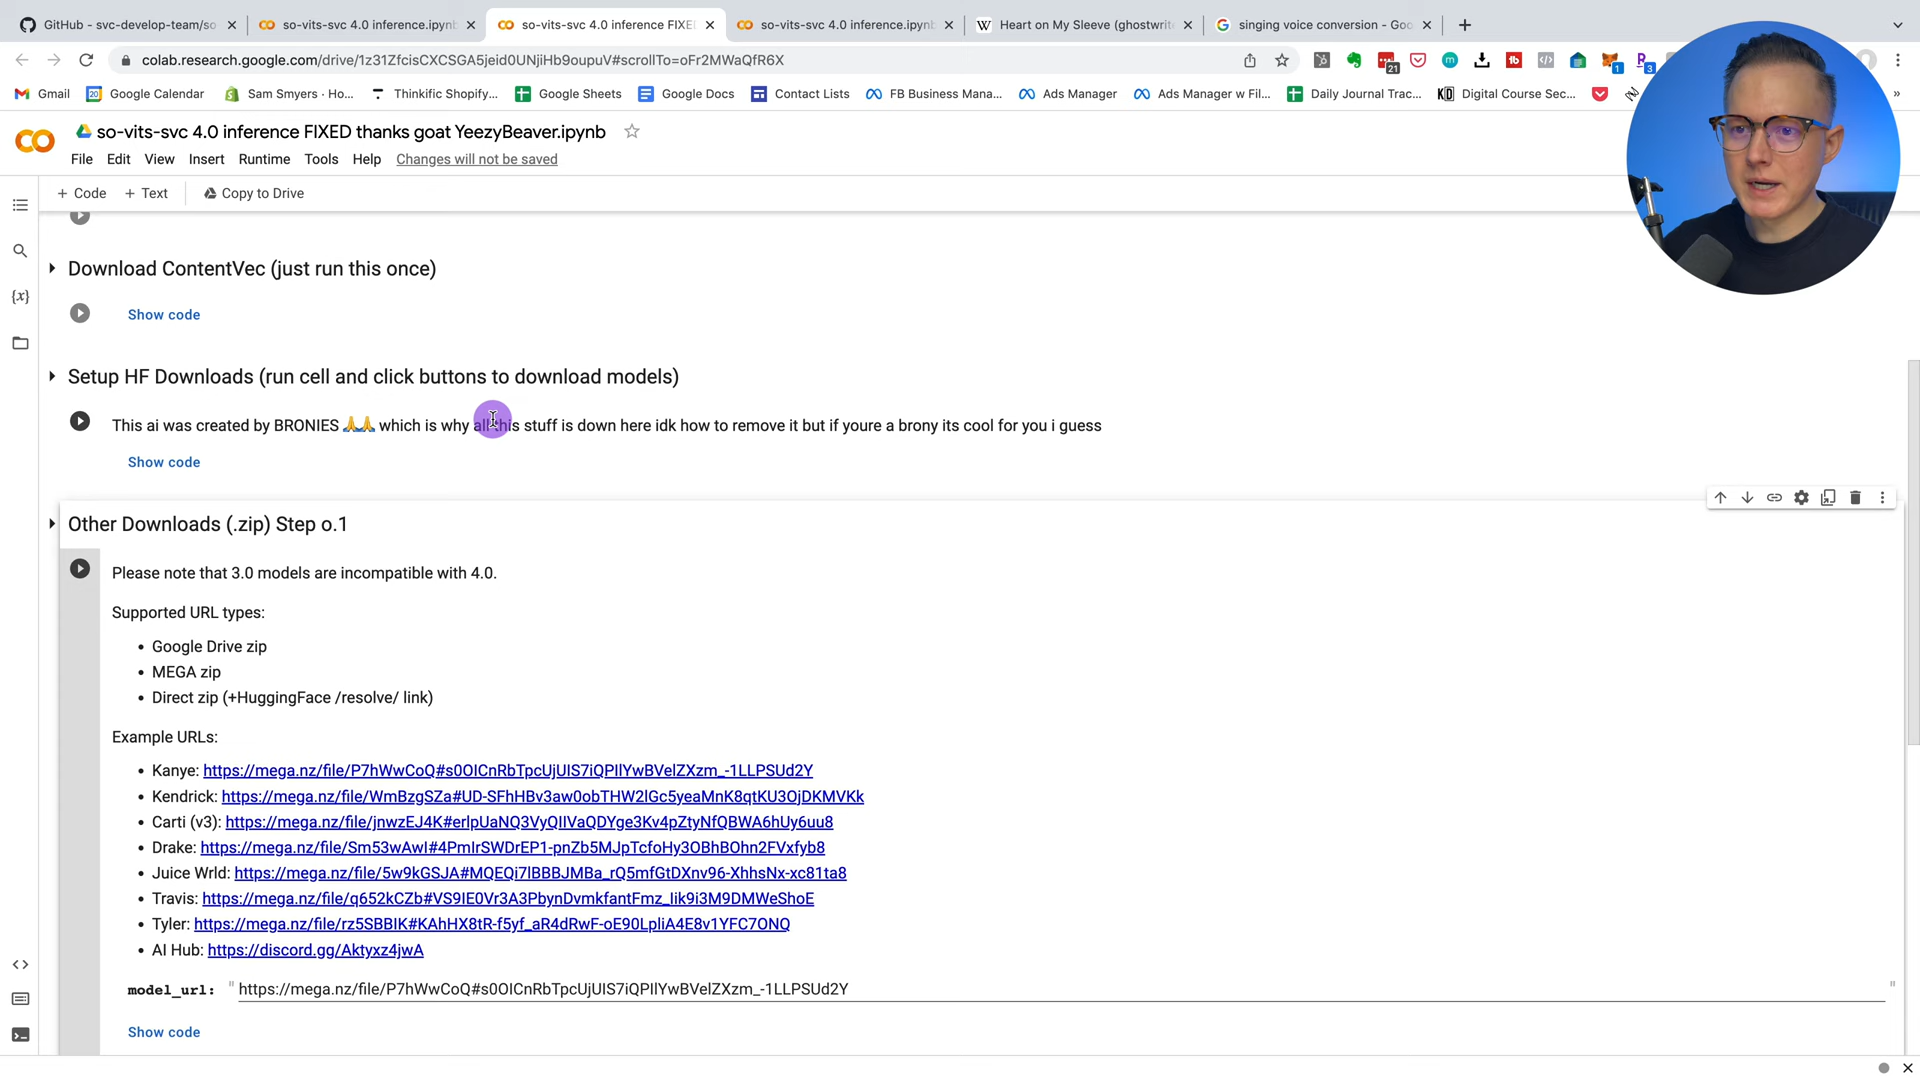 GitHub - svc-develop-team/so
so-vits-svc 4.0 inference.ipynb
so-vits-svc 4.0 inference FIXED
so-vits-svc 4.0 inference.ipynb
Heart on My Sleeve (ghostwrite
singing voice conversion - Goo
colab.research.google.com/drive/1z31ZfcisCXCSGA5jeid0UNJiHb9oupuV#scrollTo=oFr2MWaQfR6X
21
1
3
Gmail
Google Calendar
Sam Smyers · Ho...
Thinkific Shopify...
Google Sheets
Google Docs
Contact Lists
FB Business Mana...
Ads Manager
Ads Manager w Fil...
Daily Journal Trac...
Digital Course Sec...
»
so-vits-svc 4.0 inference FIXED thanks goat YeezyBeaver.ipynb
File Edit View Insert Runtime Tools Help Changes will not be saved
+ Code + Text Copy to Drive
Download ContentVec (just run this once)
Show code
Setup HF Downloads (run cell and click buttons to download models)
This ai was created by BRONIES 🙏🙏 which is why all this stuff is down here idk how to remove it but if youre a brony its cool for you i guess
Show code
Other Downloads (.zip) Step o.1
Please note that 3.0 models are incompatible with 4.0.
Supported URL types:
• Google Drive zip
• MEGA zip
• Direct zip (+HuggingFace /resolve/ link)
Example URLs:
• Kanye: https://mega.nz/file/P7hWwCoQ#s0OICnRbTpcUjUIS7iQPIlYwBVelZXzm_-1LLPSUd2Y
• Kendrick: https://mega.nz/file/WmBzgSZa#UD-SFhHBv3aw0obTHW2lGc5yeaMnK8qtKU3OjDKMVKk
• Carti (v3): https://mega.nz/file/jnwzEJ4K#erlpUaNQ3VyQIIVaQDYge3Kv4pZtyNfQBWA6hUy6uu8
• Drake: https://mega.nz/file/Sm53wAwI#4PmIrSWDrEP1-pnZb5MJpTcfoHy3OBhBOhn2FVxfyb8
• Juice Wrld: https://mega.nz/file/5w9kGSJA#MQEQi7lBBBJMBa_rQ5mfGtDXnv96-XhhsNx-xc81ta8
• Travis: https://mega.nz/file/q652kCZb#VS9IE0Vr3A3PbynDvmkfantFmz_Iik9i3M9DMWeShoE
• Tyler: https://mega.nz/file/rz5SBBIK#KAhHX8tR-f5yf_aR4dRwF-oE90LpliA4E8v1YFC7ONQ
• AI Hub: https://discord.gg/Aktyxz4jwA
model_url: " https://mega.nz/file/P7hWwCoQ#s0OICnRbTpcUjUIS7iQPIlYwBVelZXzm_-1LLPSUd2Y "
Show code